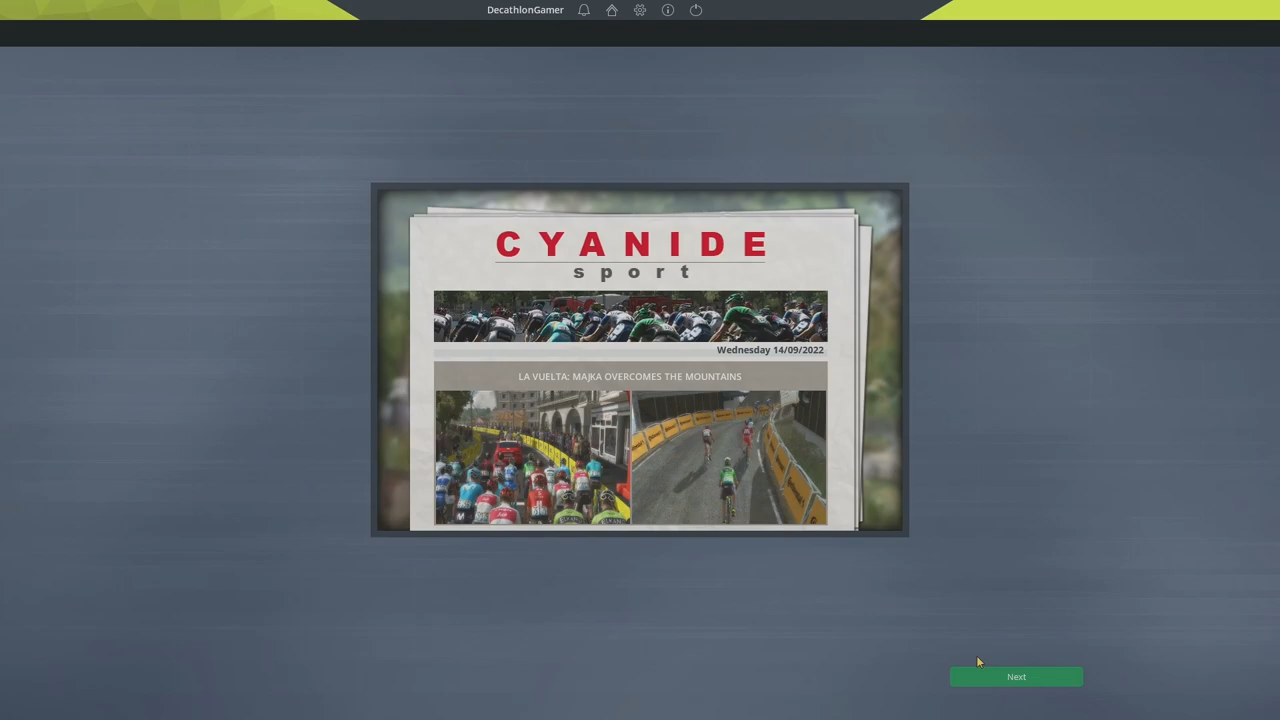 DecathlonGamer
CYANIDE
sport
Wednesday 14/09/2022
LA VUELTA: MAJKA OVERCOMES THE MOUNTAINS
Next